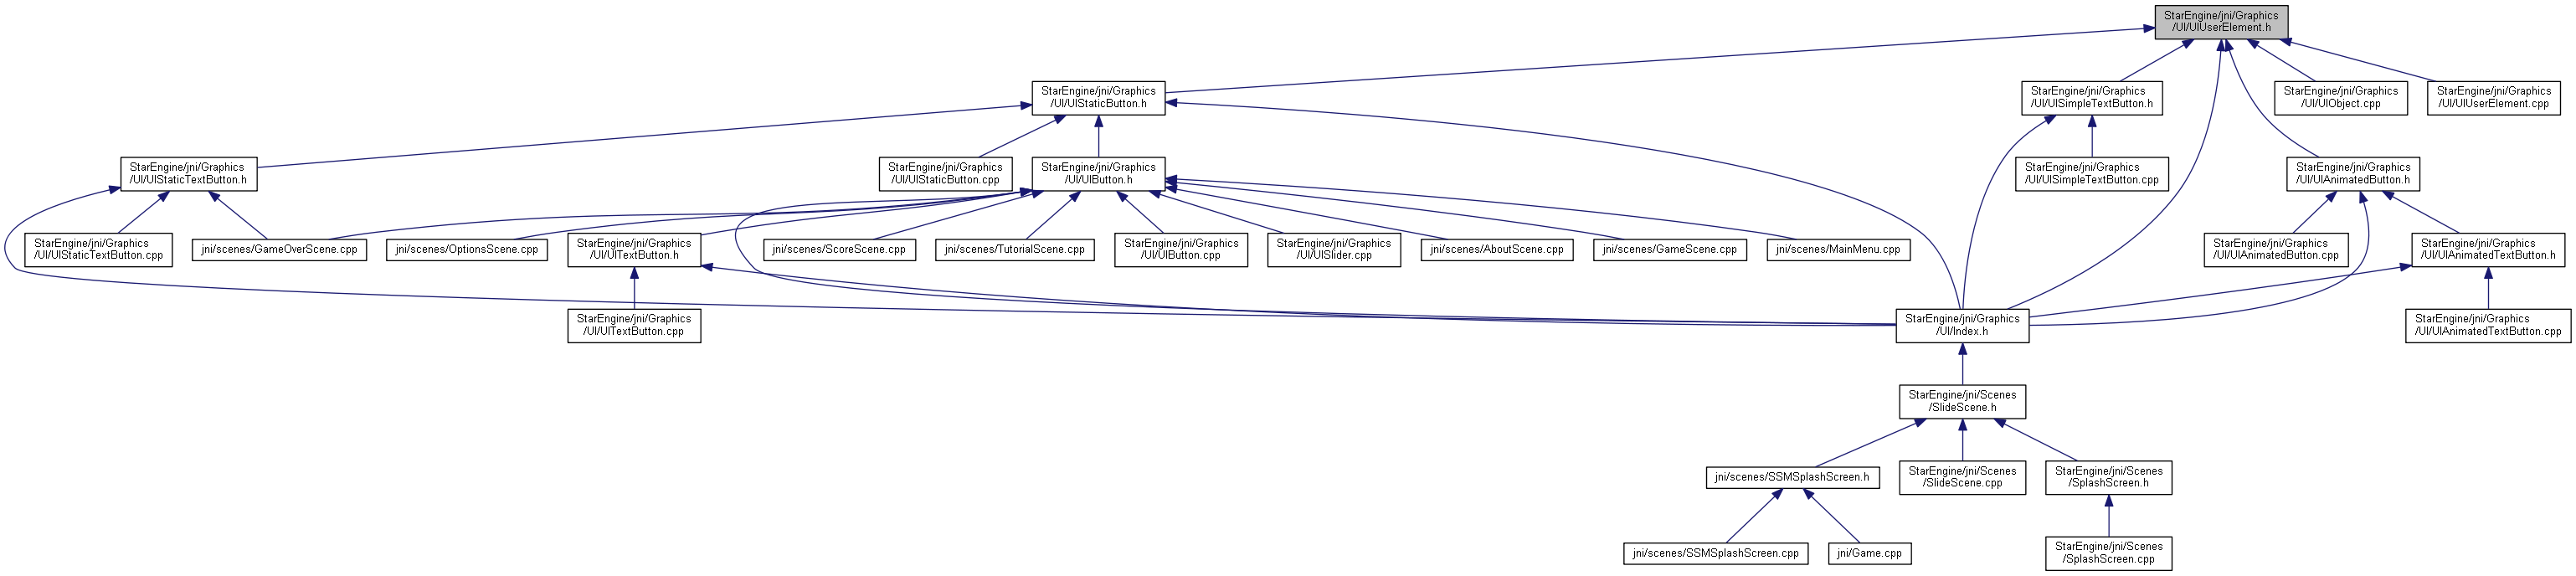 StarEngine/jni/Graphics
/UI/UIUserElement.h
StarEngine/jni/Graphics
/UI/UIStaticButton.h
StarEngine/jni/Graphics
/UI/UISimpleTextButton.h
StarEngine/jni/Graphics
/UI/UIObject.cpp
StarEngine/jni/Graphics
/UI/UIUserElement.cpp
StarEngine/jni/Graphics
/UI/UIStaticTextButton.h
StarEngine/jni/Graphics
/UI/UIStaticButton.cpp
StarEngine/jni/Graphics
/UI/UIButton.h
StarEngine/jni/Graphics
/UI/UISimpleTextButton.cpp
StarEngine/jni/Graphics
/UI/UIAnimatedButton.h
StarEngine/jni/Graphics
/UI/UIStaticTextButton.cpp
jni/scenes/GameOverScene.cpp
jni/scenes/OptionsScene.cpp
StarEngine/jni/Graphics
/UI/UITextButton.h
jni/scenes/ScoreScene.cpp
jni/scenes/TutorialScene.cpp
StarEngine/jni/Graphics
/UI/UIButton.cpp
StarEngine/jni/Graphics
/UI/UISlider.cpp
jni/scenes/AboutScene.cpp
jni/scenes/GameScene.cpp
jni/scenes/MainMenu.cpp
StarEngine/jni/Graphics
/UI/UIAnimatedButton.cpp
StarEngine/jni/Graphics
/UI/UIAnimatedTextButton.h
StarEngine/jni/Graphics
/UI/UITextButton.cpp
StarEngine/jni/Graphics
/UI/Index.h
StarEngine/jni/Graphics
/UI/UIAnimatedTextButton.cpp
StarEngine/jni/Scenes
/SlideScene.h
jni/scenes/SSMSplashScreen.h
StarEngine/jni/Scenes
/SlideScene.cpp
StarEngine/jni/Scenes
/SplashScreen.h
jni/scenes/SSMSplashScreen.cpp
jni/Game.cpp
StarEngine/jni/Scenes
/SplashScreen.cpp